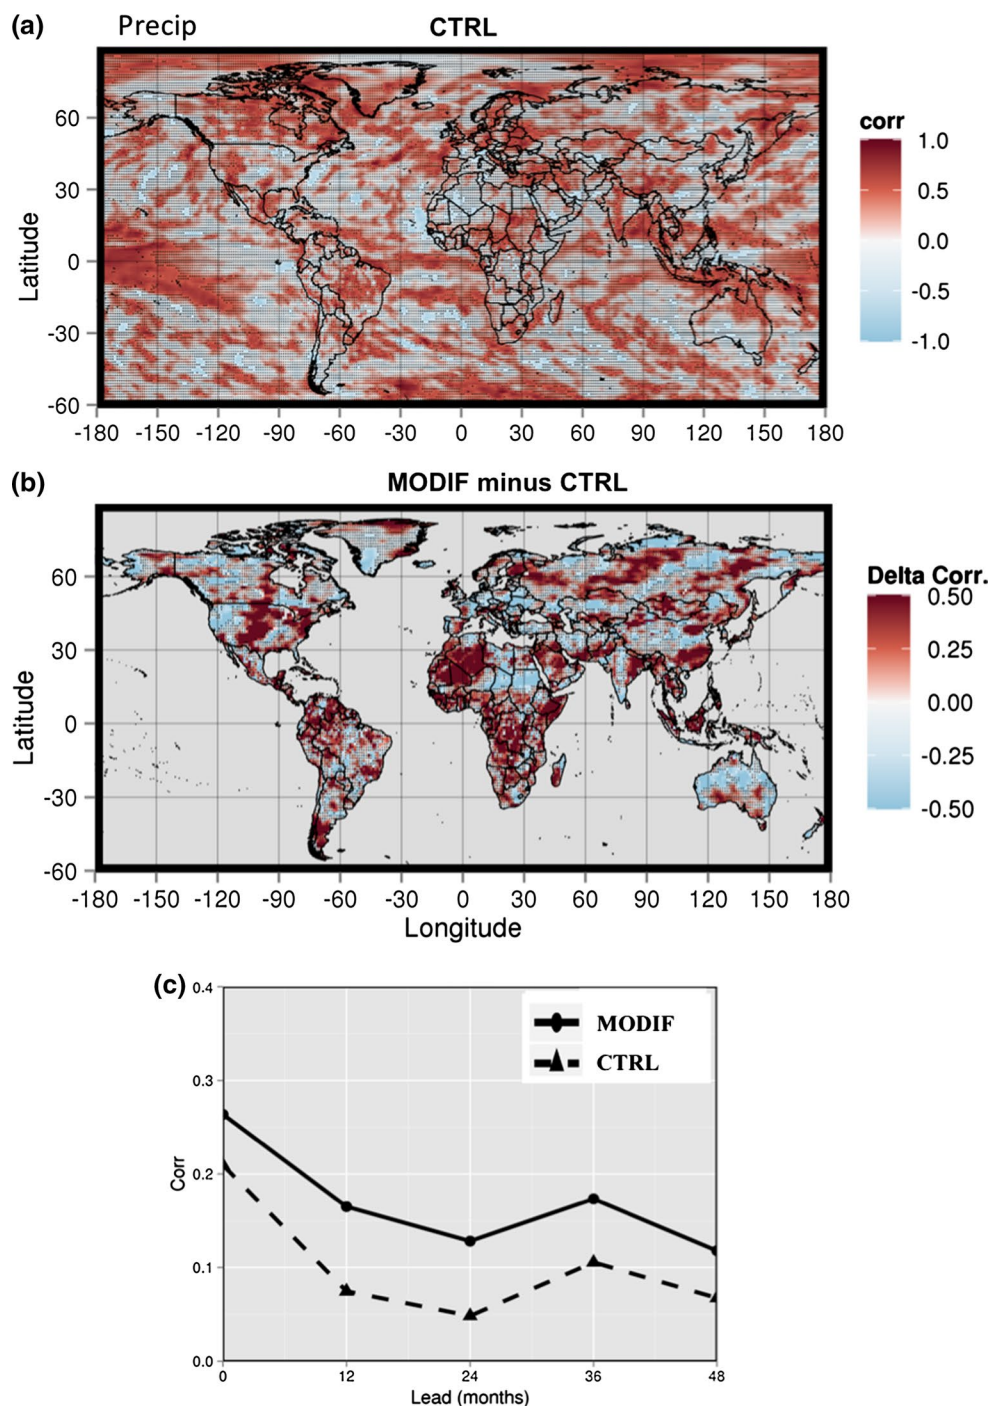 (a) Precip CTRL
corr
1.0
0.5
0.0
-0.5
-1.0
Latitude
60
30
0
-30
-60
-180 -150 -120 -90 -60 -30 0 30 60 90 120 150 180
(b) MODIF minus CTRL
Delta Corr.
0.50
0.25
0.00
-0.25
-0.50
Latitude
60
30
0
-30
-60
-180 -150 -120 -90 -60 -30 0 30 60 90 120 150 180
Longitude
(c)
MODIF
CTRL
Corr
0.4
0.3
0.2
0.1
0.0
0 12 24 36 48
Lead (months)